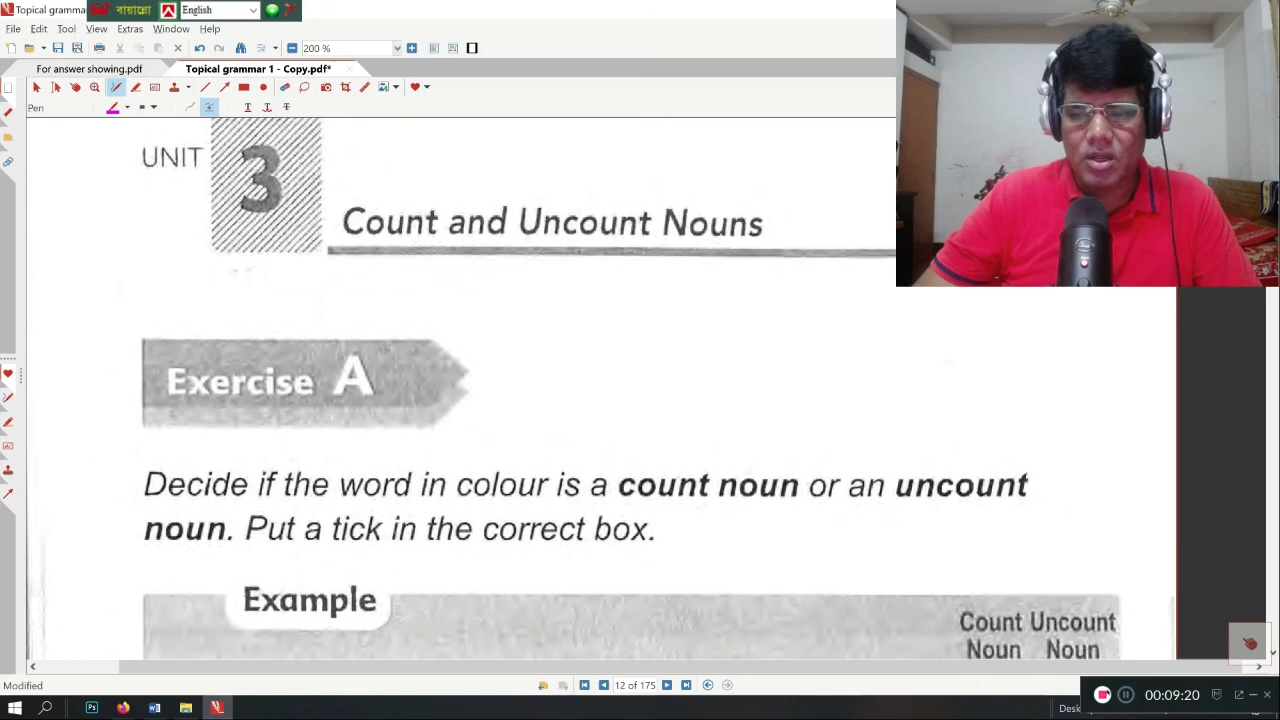 Topical gramma
বায়ান্নো
English
File Edit Tool View Extras Window Help
200 %
For answer showing.pdf
Topical grammar 1 - Copy.pdf*
Pen
UNIT 3
Count and Uncount Nouns
Exercise A
Decide if the word in colour is a count noun or an uncount
noun. Put a tick in the correct box.
Example
Count Uncount
Noun Noun
Modified
12 of 175
00:09:20
Desk